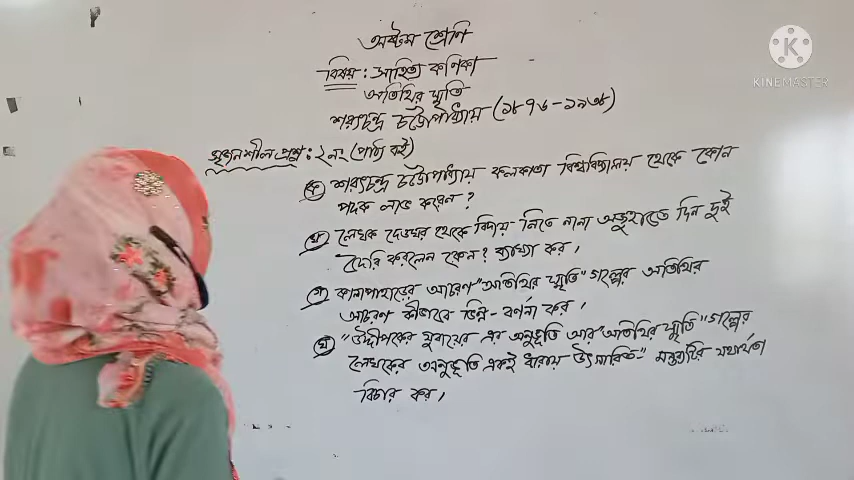 অষ্টম শ্রেণি
বিষয় : সাহিত্য কণিকা
অতিথির স্মৃতি
শরৎচন্দ্র চট্টোপাধ্যায় (১৮৭৬-১৯৩৮)
সৃজনশীল প্রশ্ন : ২নং (পাঠ্য বই)
ক শরৎচন্দ্র চট্টোপাধ্যায় কলকাতা বিশ্ববিদ্যালয় থেকে কোন
পদক লাভ করেন ?
খ লেখক দেওঘর থেকে বিদায় নিতে নানা অজুহাতে দিন দুই
দেরি করলেন কেন ? ব্যাখ্যা কর।
গ কালাপাহাড়ের আচরণ "অতিথির স্মৃতি" গল্পের অতিথির
আচরণ কীভাবে ভিন্ন - বর্ণনা কর।
ঘ "উদ্দীপকের এর অনুভূতি আর "অতিথির স্মৃতি" গল্পের
লেখকের অনুভূতি একই ধারায় উৎসারিত" মন্তব্যটির যথার্থতা
বিচার কর।
KINEMASTER